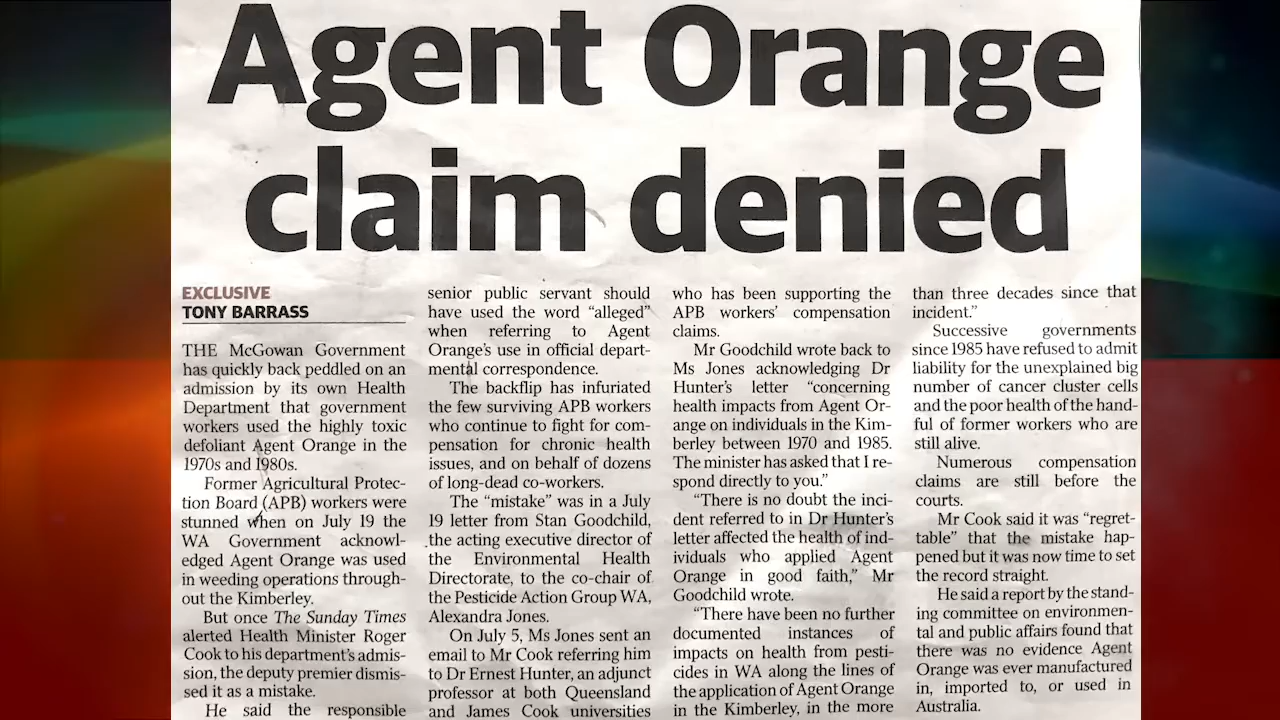 Agent Orange
claim denied
EXCLUSIVE
TONY BARRASS
THE McGowan Government
has quickly back peddled on an
admission by its own Health
Department that government
workers used the highly toxic
defoliant Agent Orange in the
1970s and 1980s.
Former Agricultural Protec-
tion Board (APB) workers were
stunned when on July 19 the
WA Government acknowl-
edged Agent Orange was used
in weeding operations through-
out the Kimberley.
But once The Sunday Times
alerted Health Minister Roger
Cook to his department's admis-
sion, the deputy premier dismis-
sed it as a mistake.
He said the responsible
senior public servant should
have used the word “alleged”
when referring to Agent
Orange's use in official depart-
mental correspondence.
The backflip has infuriated
the few surviving APB workers
who continue to fight for com-
pensation for chronic health
issues, and on behalf of dozens
of long-dead co-workers.
The “mistake” was in a July
19 letter from Stan Goodchild,
the acting executive director of
the Environmental Health
Directorate, to the co-chair of
the Pesticide Action Group WA,
Alexandra Jones.
On July 5, Ms Jones sent an
email to Mr Cook referring him
to Dr Ernest Hunter, an adjunct
professor at both Queensland
and James Cook universities
who has been supporting the
APB workers' compensation
claims.
Mr Goodchild wrote back to
Ms Jones acknowledging Dr
Hunter's letter “concerning
health impacts from Agent Or-
ange on individuals in the Kim-
berley between 1970 and 1985.
The minister has asked that I re-
spond directly to you.”
“There is no doubt the inci-
dent referred to in Dr Hunter's
letter affected the health of ind-
ividuals who applied Agent
Orange in good faith,” Mr
Goodchild wrote.
“There have been no further
documented instances of
impacts on health from pesti-
cides in WA along the lines of
the application of Agent Orange
in the Kimberley, in the more
than three decades since that
incident.”
Successive governments
since 1985 have refused to admit
liability for the unexplained big
number of cancer cluster cells
and the poor health of the hand-
ful of former workers who are
still alive.
Numerous compensation
claims are still before the
courts.
Mr Cook said it was “regret-
table” that the mistake hap-
pened but it was now time to set
the record straight.
He said a report by the stand-
ing committee on environmen-
tal and public affairs found that
there was no evidence Agent
Orange was ever manufactured
in, imported to, or used in
Australia.